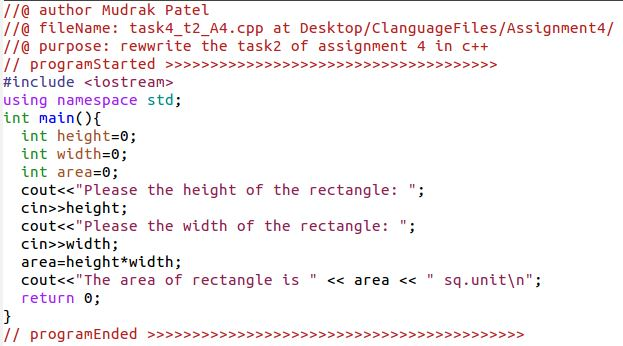 //@ author Mudrak Patel
//@ fileName: task4_t2_A4.cpp at Desktop/ClanguageFiles/Assignment4/
//@ purpose: rewwrite the task2 of assignment 4 in c++
// programStarted >>>>>>>>>>>>>>>>>>>>>>>>>>>>>>>>>>>>>
#include <iostream>
using namespace std;
int main(){
  int height=0;
  int width=0;
  int area=0;
  cout<<"Please the height of the rectangle: ";
  cin>>height;
  cout<<"Please the width of the rectangle: ";
  cin>>width;
  area=height*width;
  cout<<"The area of rectangle is " << area << " sq.unit\n";
  return 0;
}
// programEnded >>>>>>>>>>>>>>>>>>>>>>>>>>>>>>>>>>>>>>>>>>